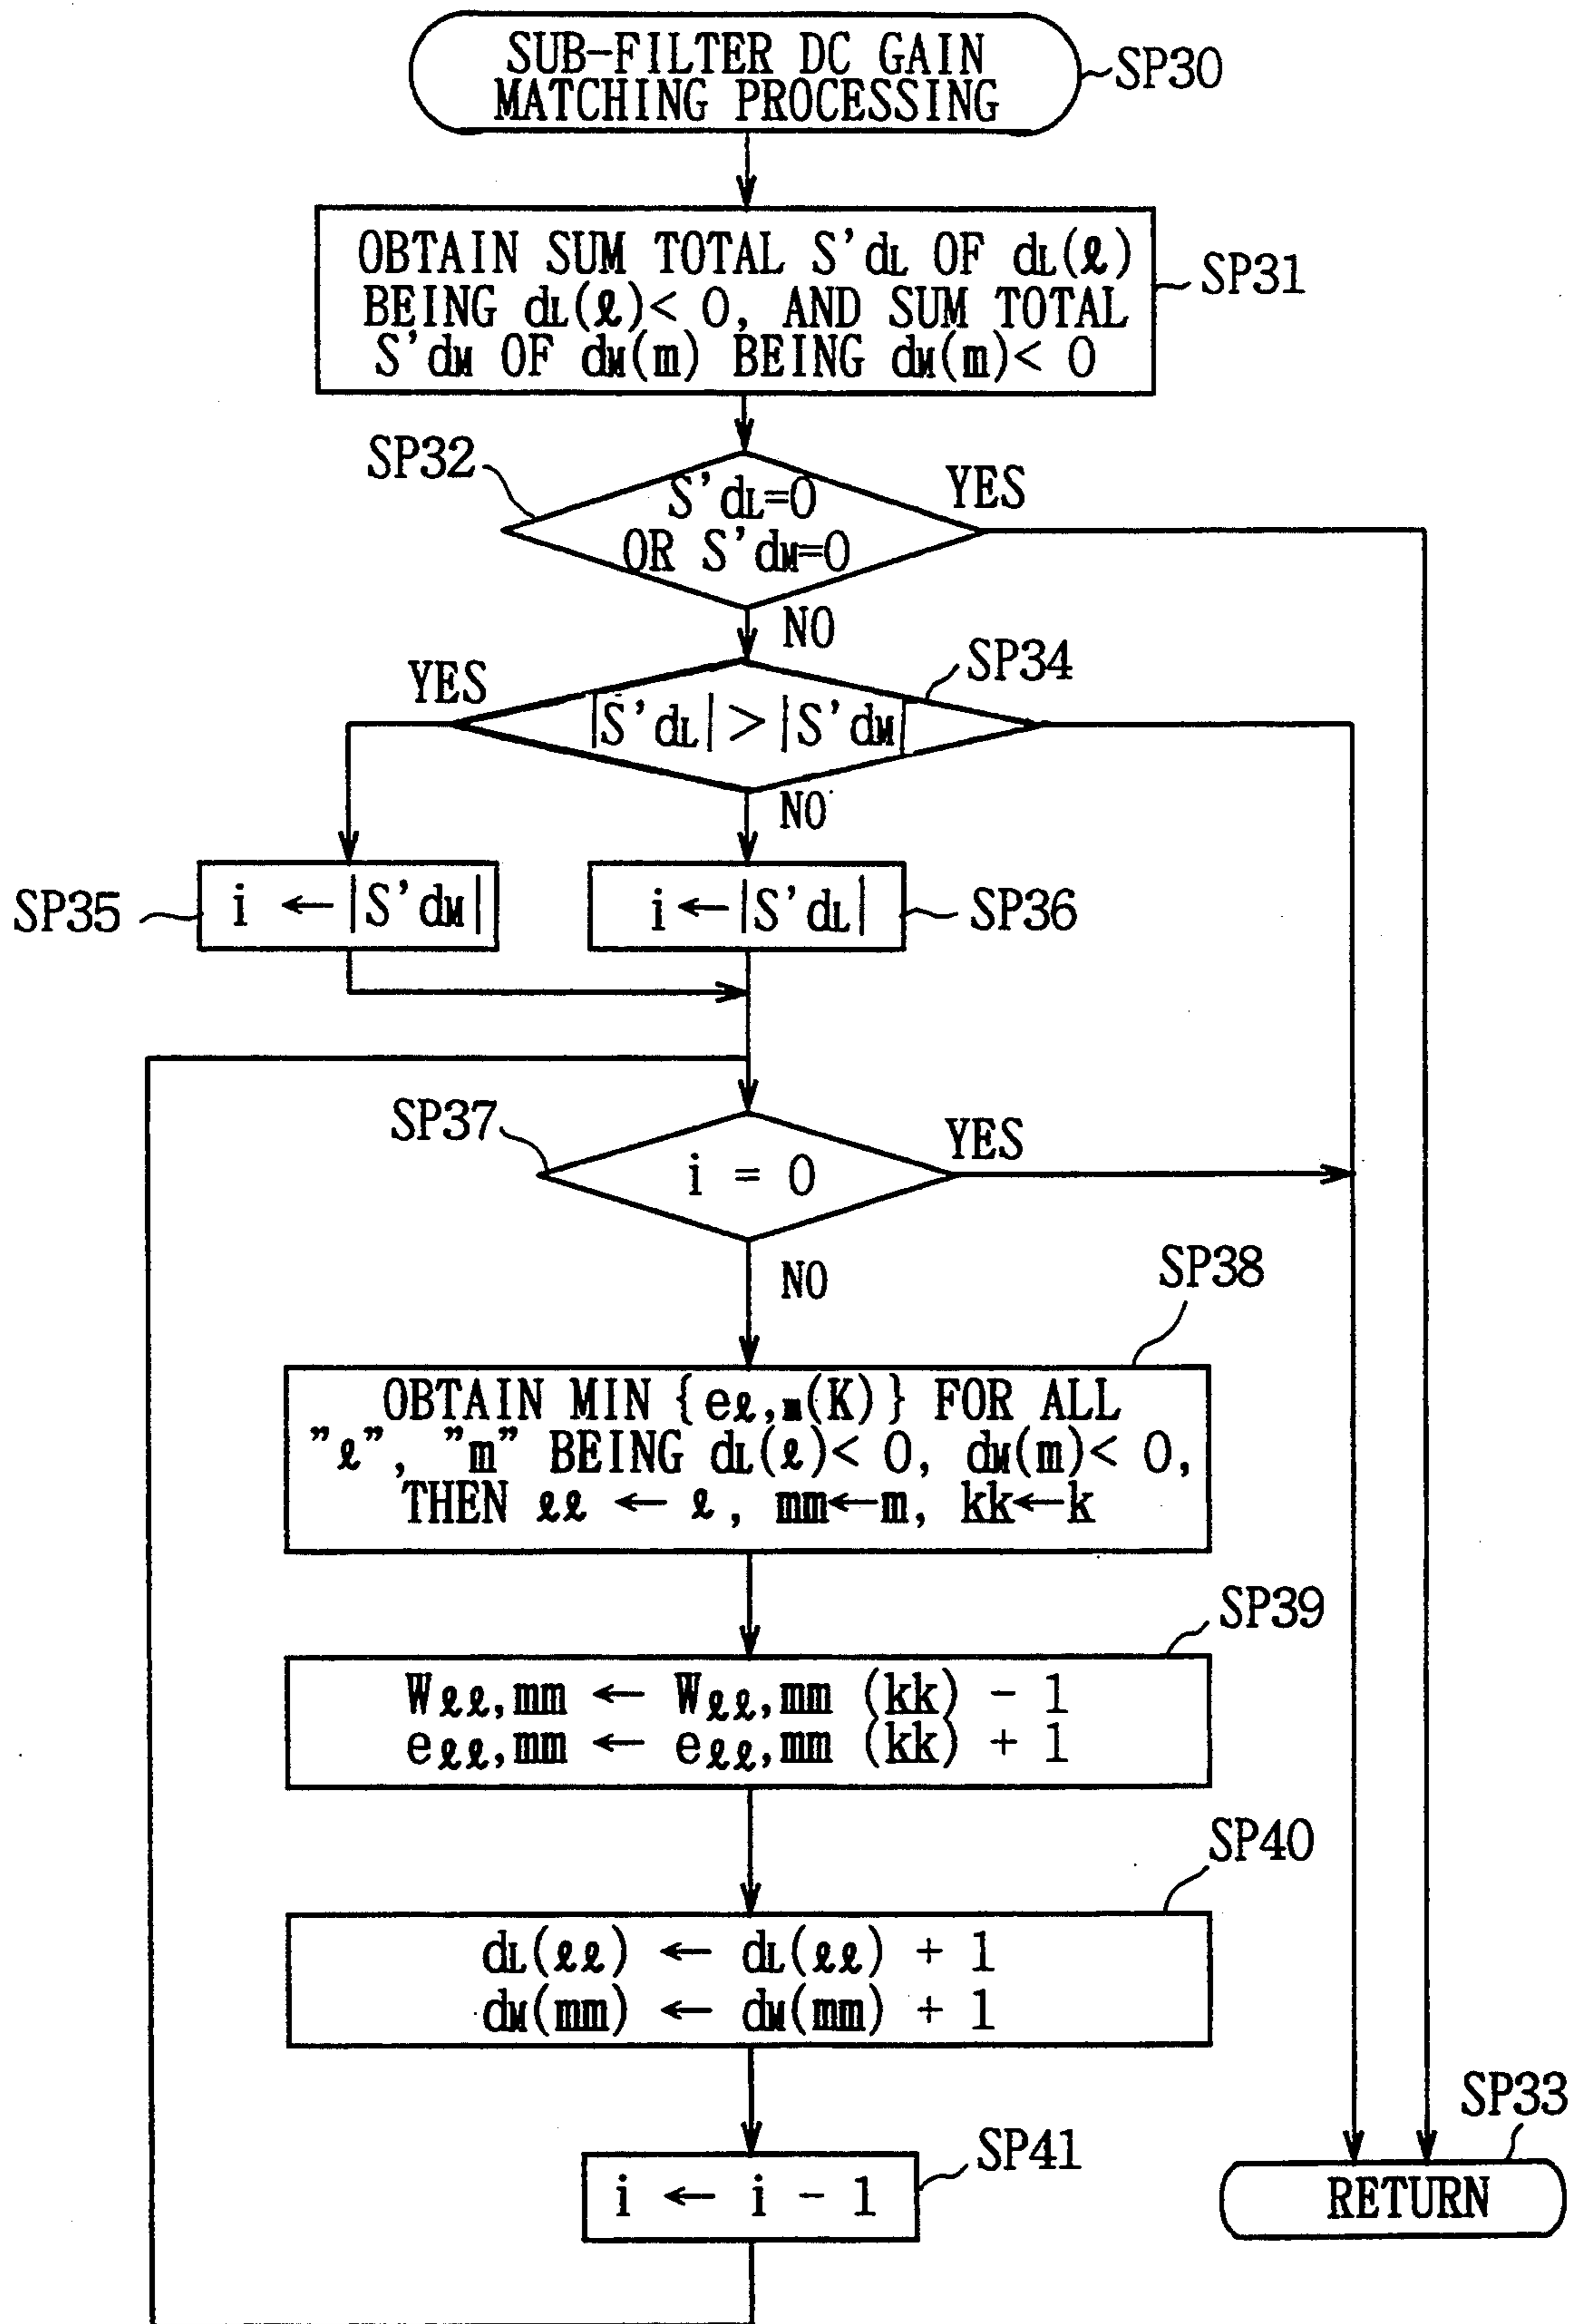 SUB-FILTER DC GAIN
MATCHING PROCESSING
SP30
OBTAIN SUM TOTAL S'dL OF dL(ℓ)
BEING dL(ℓ)< 0, AND SUM TOTAL
S'dM OF dM(m) BEING dM(m)< 0
SP31
SP32
S'dL=0
OR S'dM=0
YES
NO
SP34
YES
|S'dL| > |S'dM|
NO
SP35
i ← |S'dM|
i ← |S'dL|
SP36
SP37
i = 0
YES
NO
SP38
OBTAIN MIN {eℓ,m(K)} FOR ALL
"ℓ", "m" BEING dL(ℓ)< 0, dM(m)< 0,
THEN ℓℓ ← ℓ, mm←m, kk←k
SP39
Wℓℓ,mm ← Wℓℓ,mm (kk) - 1
eℓℓ,mm ← eℓℓ,mm (kk) + 1
SP40
dL(ℓℓ) ← dL(ℓℓ) + 1
dM(mm) ← dM(mm) + 1
SP41
i ← i - 1
SP33
RETURN